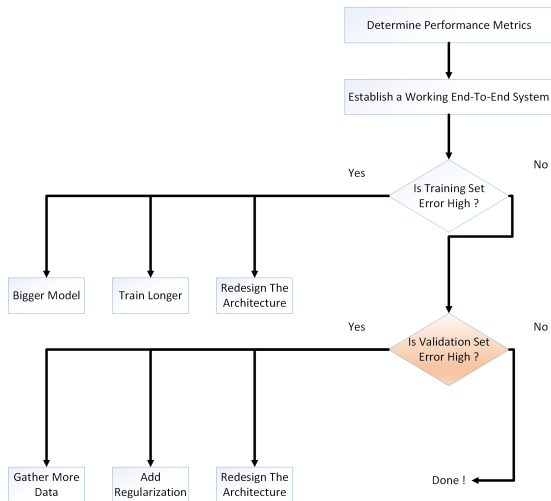 Determine Performance Metrics
Establish a Working End-To-End System
No
Yes
Is Training Set
Error High ?
Bigger Model
Train Longer
Redesign The
Architecture
Yes
No
Is Validation Set
Error High ?
Gather More
Data
Add
Regularization
Redesign The
Architecture
Done !